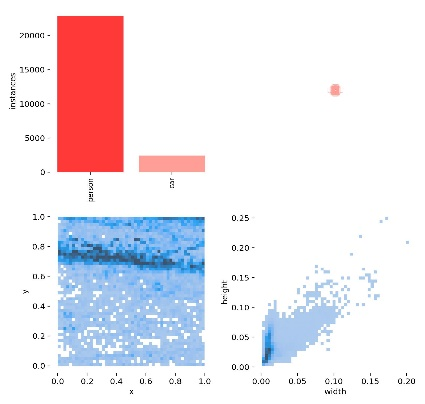 20000
15000
10000
5000
0
instances
person
car
1.0
0.8
0.6
0.4
0.2
0.0
y
0.0 0.2 0.4 0.6 0.8 1.0
x
0.25
0.20
0.15
0.10
0.05
0.00
height
0.00 0.05 0.10 0.15 0.20
width